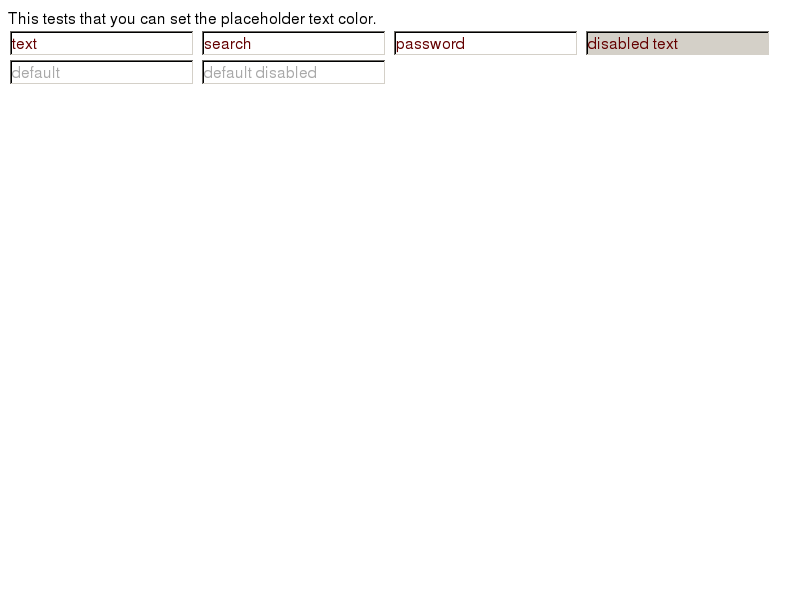 This tests that you can set the placeholder text color.
text search password disabled text
default default disabled